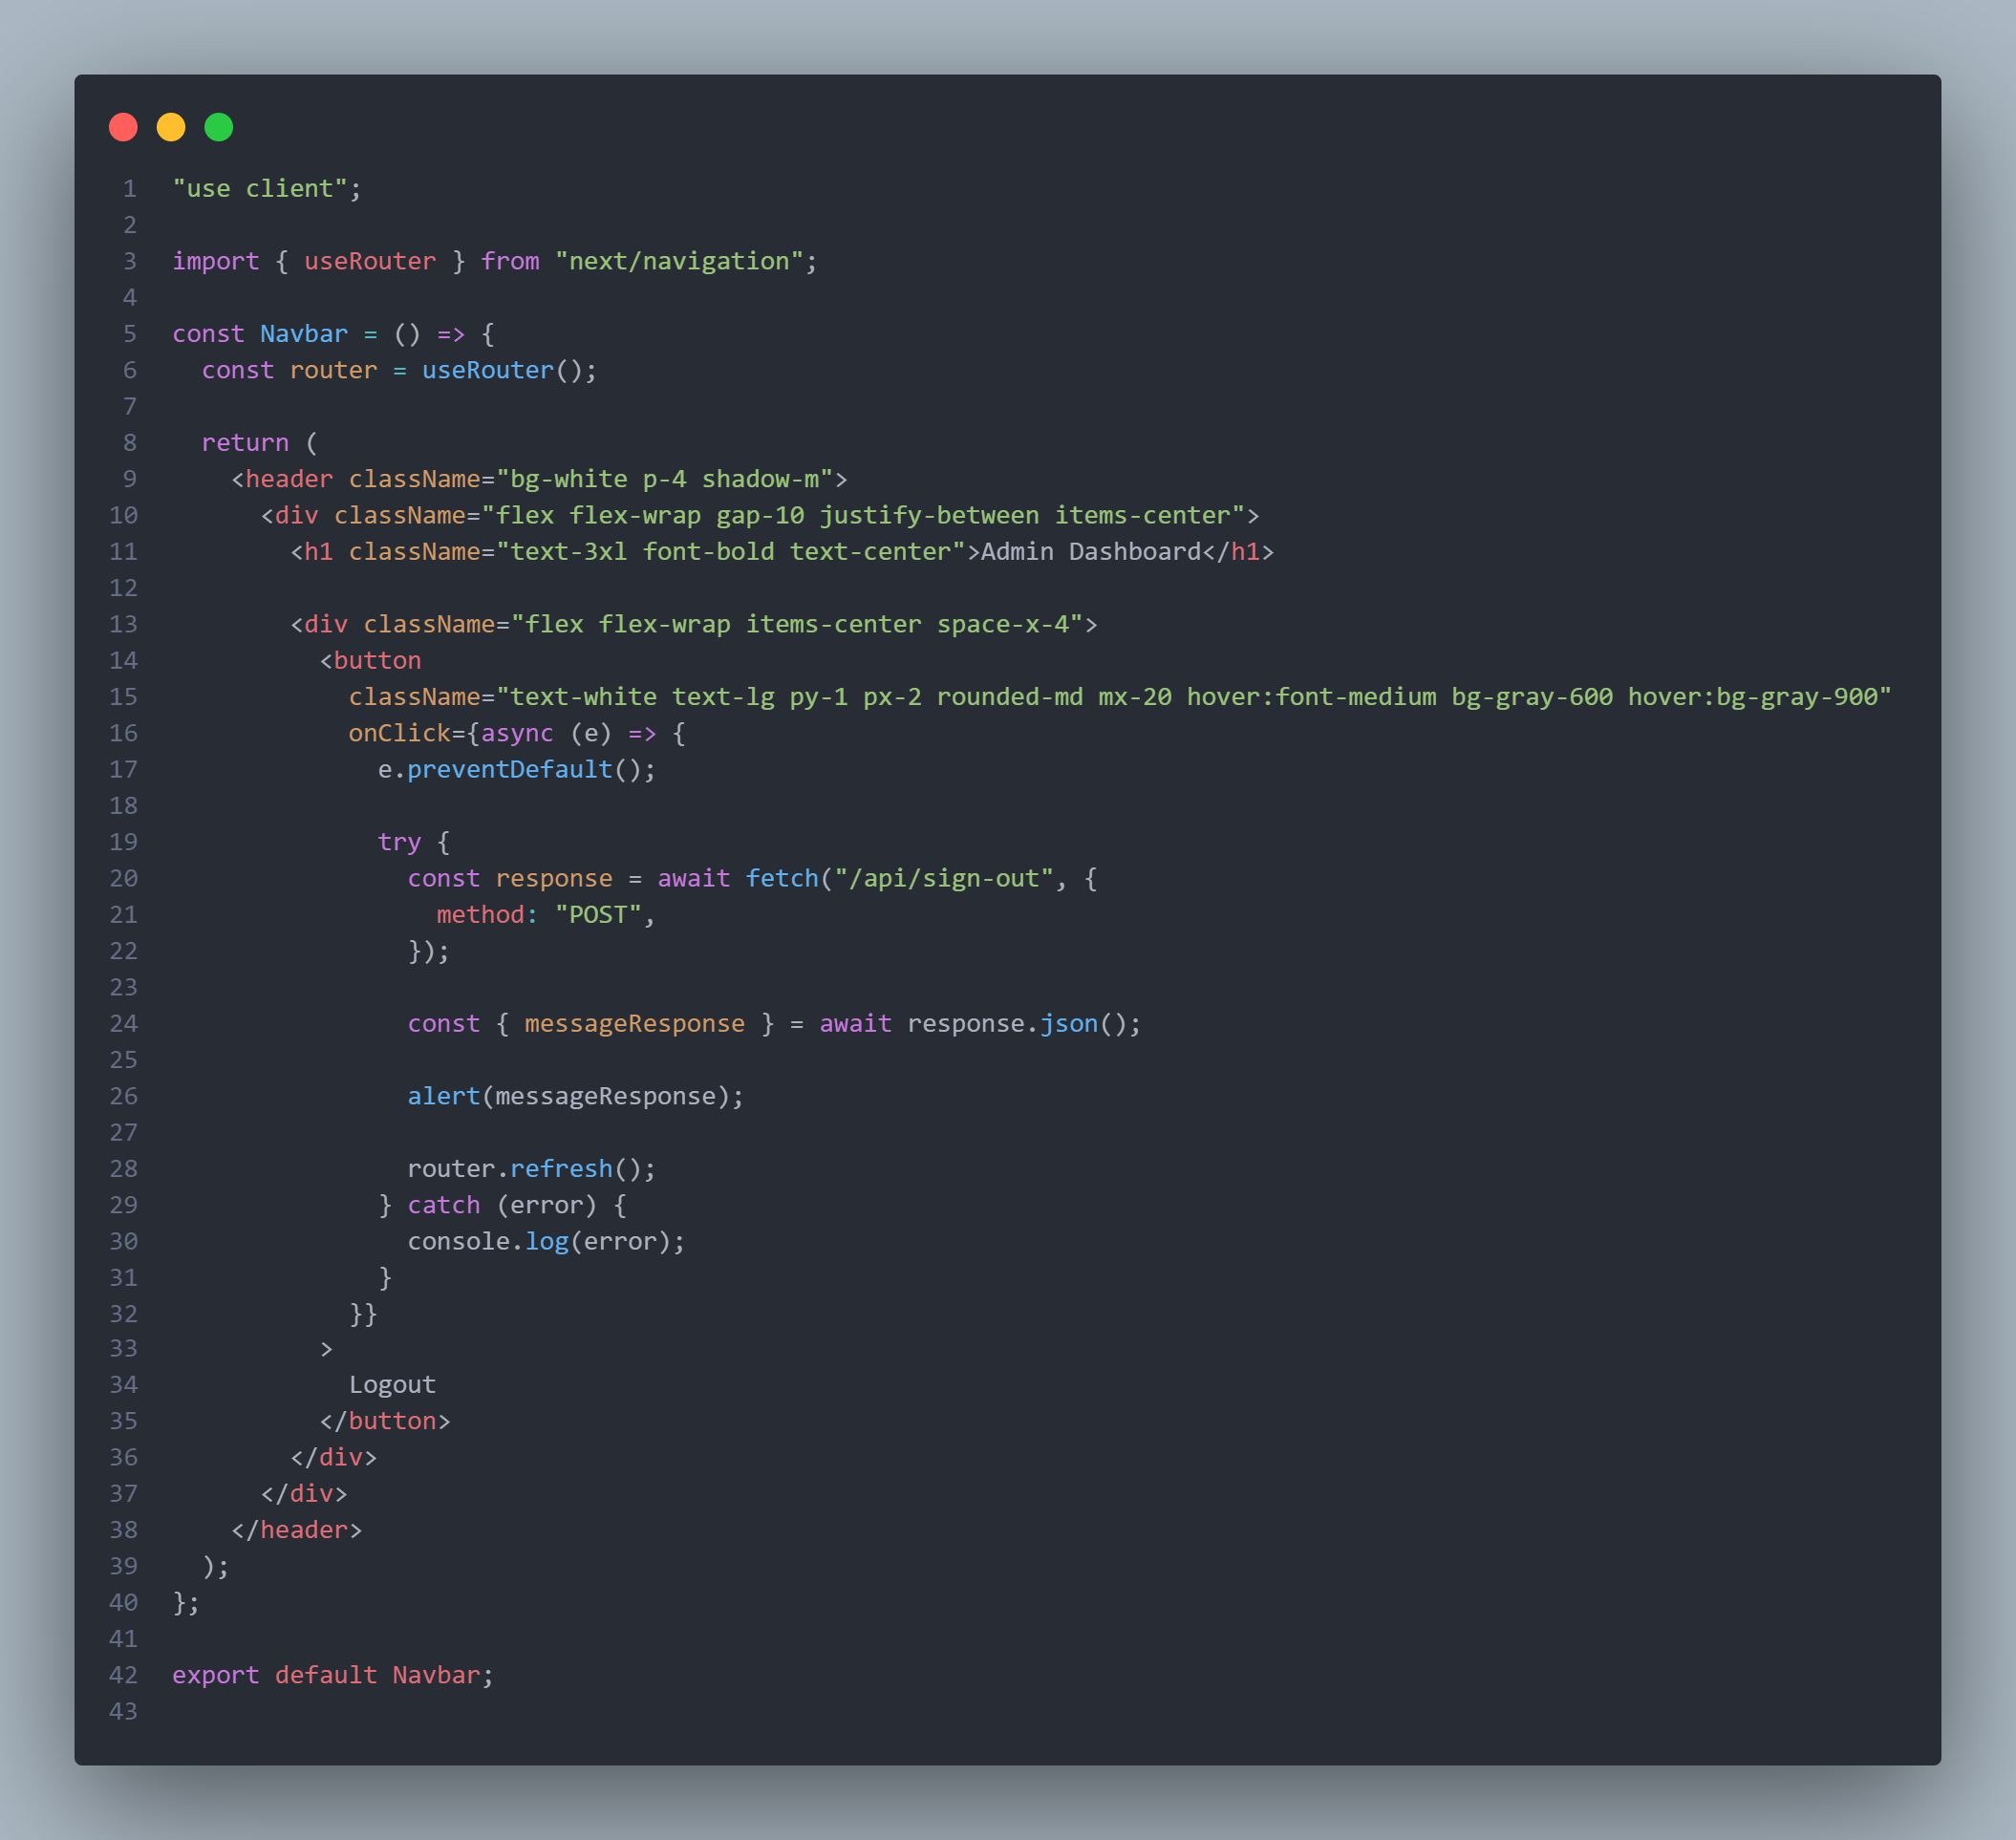 1 "use client";
2
3 import { useRouter } from "next/navigation";
4
5 const Navbar = () => {
6   const router = useRouter();
7
8   return (
9     <header className="bg-white p-4 shadow-m">
10       <div className="flex flex-wrap gap-10 justify-between items-center">
11         <h1 className="text-3xl font-bold text-center">Admin Dashboard</h1>
12
13         <div className="flex flex-wrap items-center space-x-4">
14           <button
15             className="text-white text-lg py-1 px-2 rounded-md mx-20 hover:font-medium bg-gray-600 hover:bg-gray-900"
16             onClick={async (e) => {
17               e.preventDefault();
18
19               try {
20                 const response = await fetch("/api/sign-out", {
21                   method: "POST",
22                 });
23
24                 const { messageResponse } = await response.json();
25
26                 alert(messageResponse);
27
28                 router.refresh();
29               } catch (error) {
30                 console.log(error);
31               }
32             }}
33           >
34             Logout
35           </button>
36         </div>
37       </div>
38     </header>
39   );
40 };
41
42 export default Navbar;
43